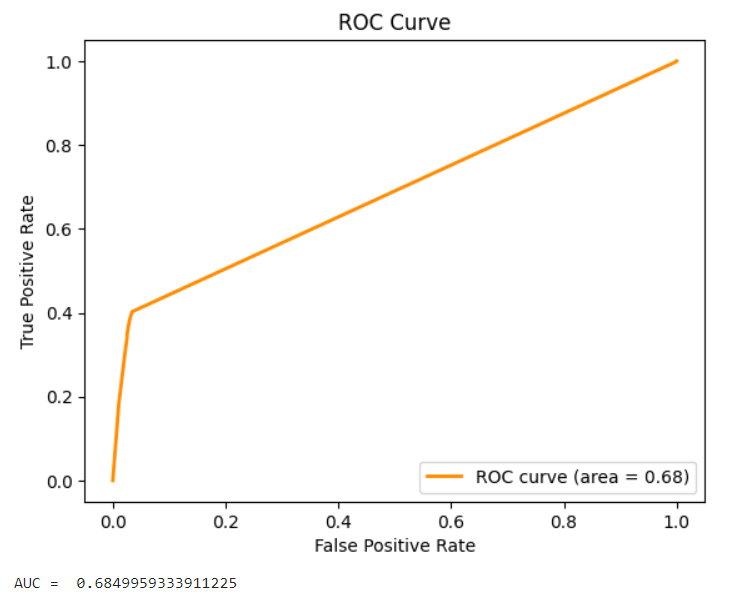 ROC Curve
1.0
0.8
0.6
0.4
0.2
0.0
True Positive Rate
ROC curve (area = 0.68)
0.0 0.2 0.4 0.6 0.8 1.0
False Positive Rate
AUC = 0.6849959333911225